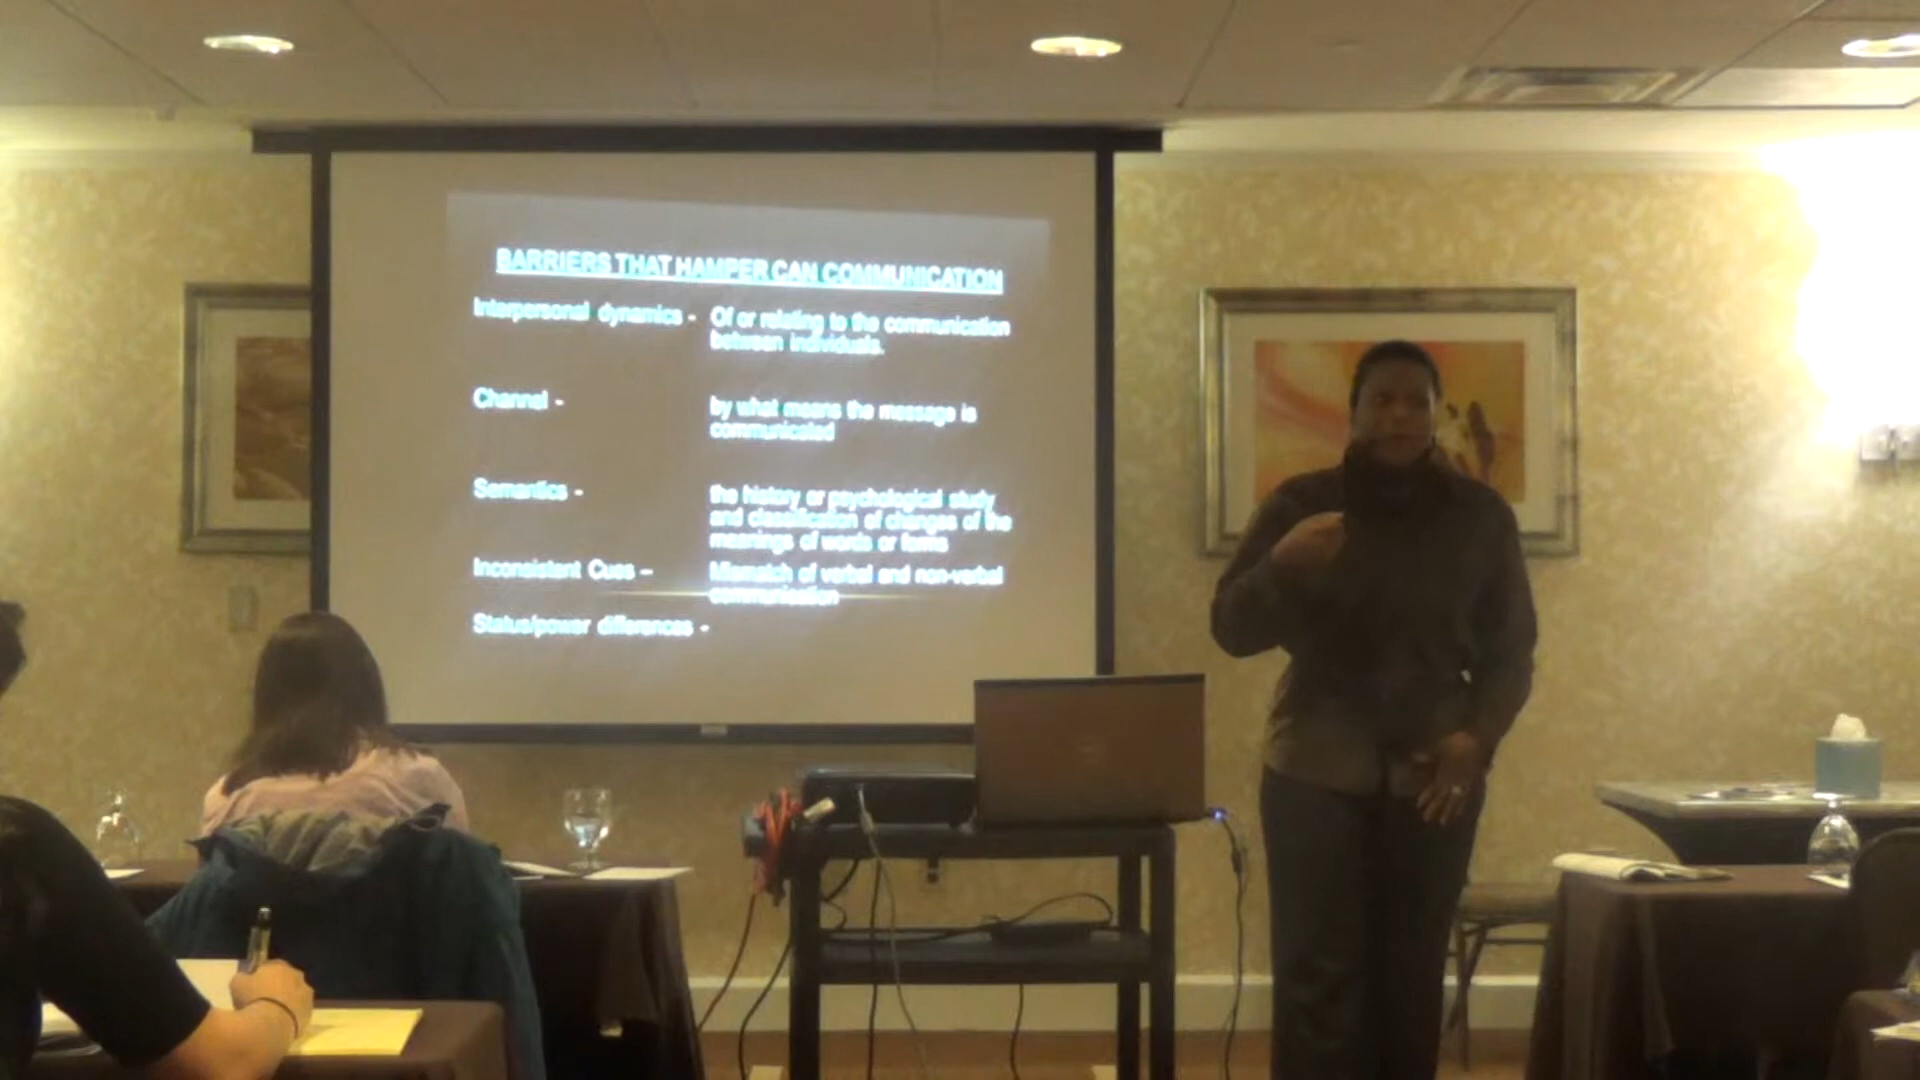 BARRIERS THAT HAMPER CAN COMMUNICATION
Interpersonal dynamics - Of or relating to the communication
between individuals.
Channel - by what means the message is
communicated
Semantics - the history or psychological study
and classification of changes of the
meanings of words or forms
Inconsistent Cues – Mismatch of verbal and non-verbal
communication
Status/power differences -